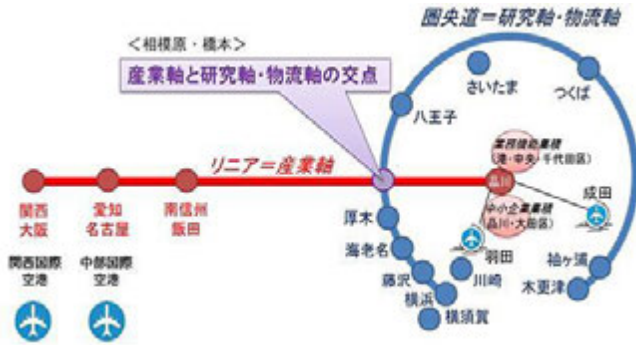 圏央道＝研究軸・物流軸
＜相模原・橋本＞
産業軸と研究軸・物流軸の交点
さいたま
つくば
八王子
業務機能集積
(港・中央・千代田区)
リニア＝産業軸
品川
成田
関西
大阪
愛知
名古屋
南信州
飯田
中小企業集積
(品川・大田区)
厚木
海老名
羽田
藤沢
川崎
横浜
横須賀
袖ヶ浦
木更津
関西国際
空港
中部国際
空港